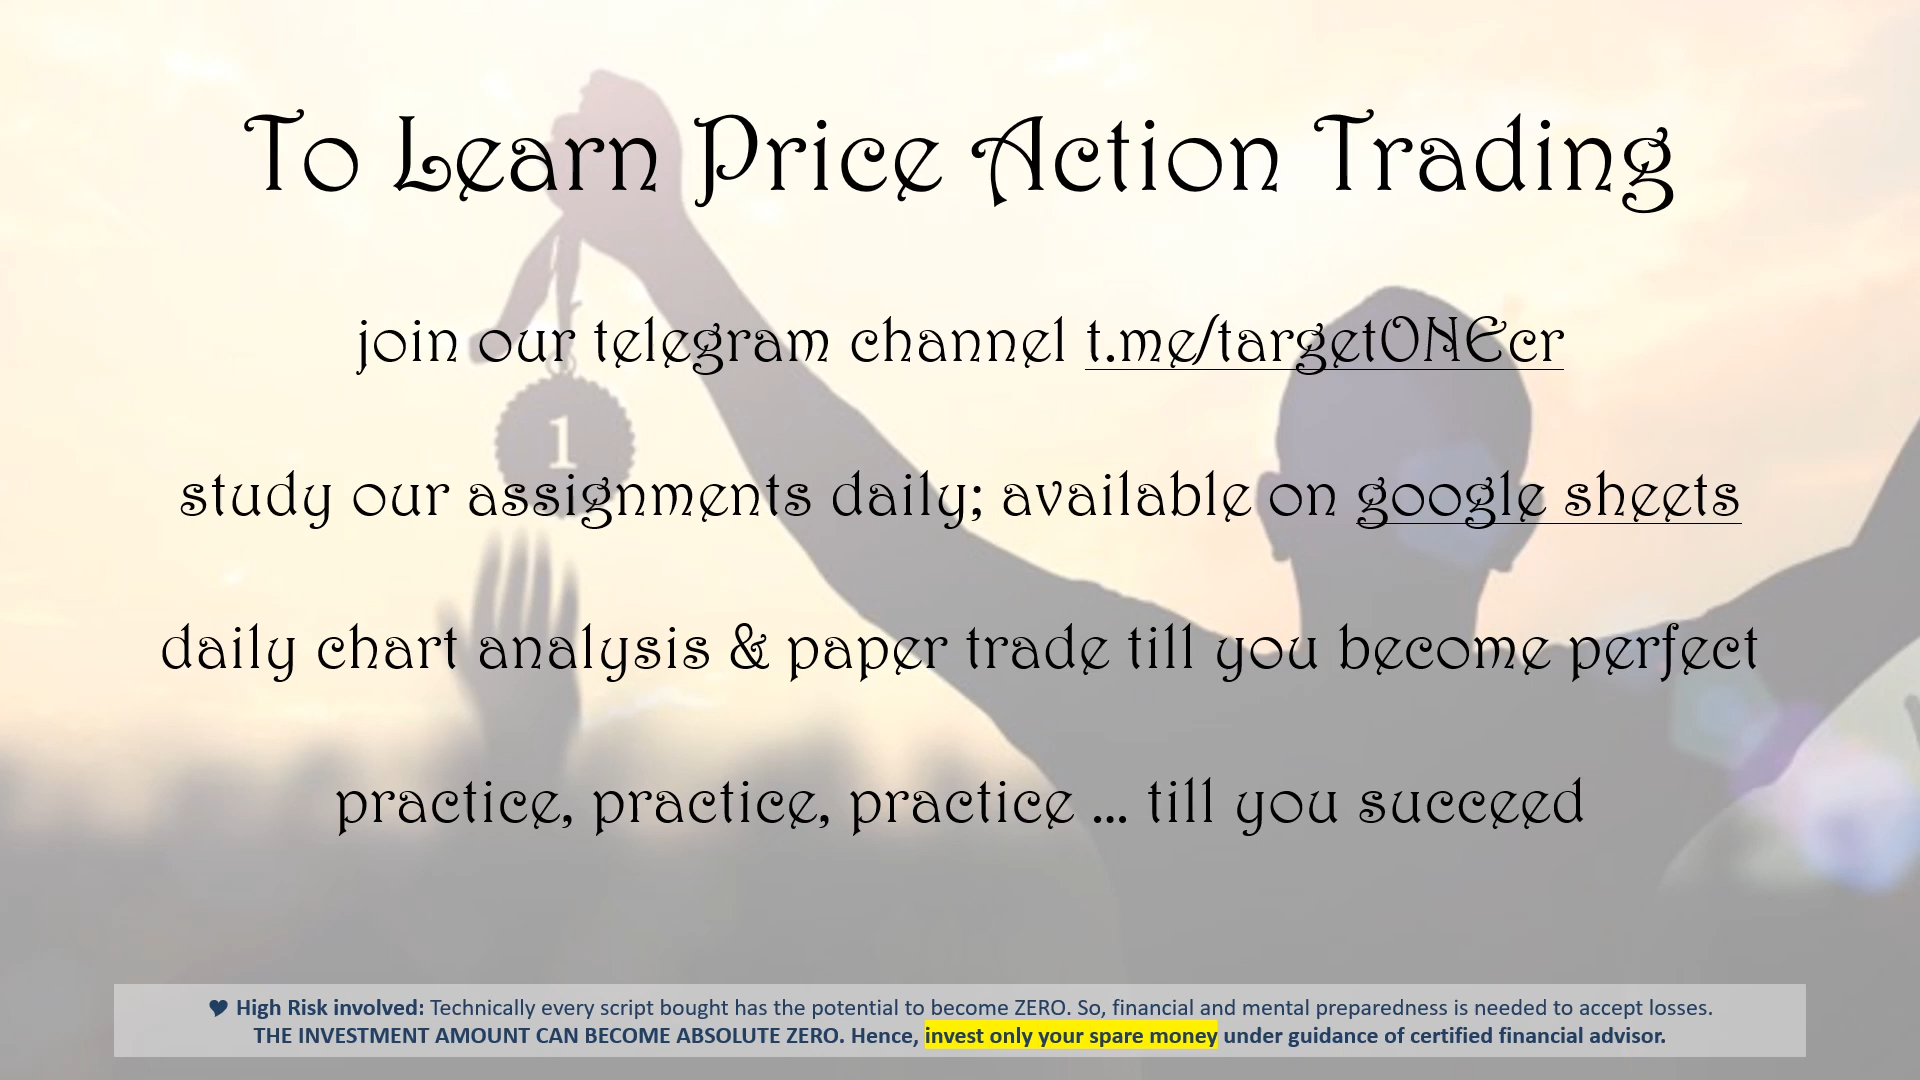 To Learn Price Action Trading
join our telegram channel t.me/targetONEcr
1
study our assignments daily; available on google sheets
daily chart analysis & paper trade till you become perfect
practice, practice, practice ... till you succeed
♥ High Risk involved: Technically every script bought has the potential to become ZERO. So, financial and mental preparedness is needed to accept losses.
THE INVESTMENT AMOUNT CAN BECOME ABSOLUTE ZERO. Hence, invest only your spare money under guidance of certified financial advisor.